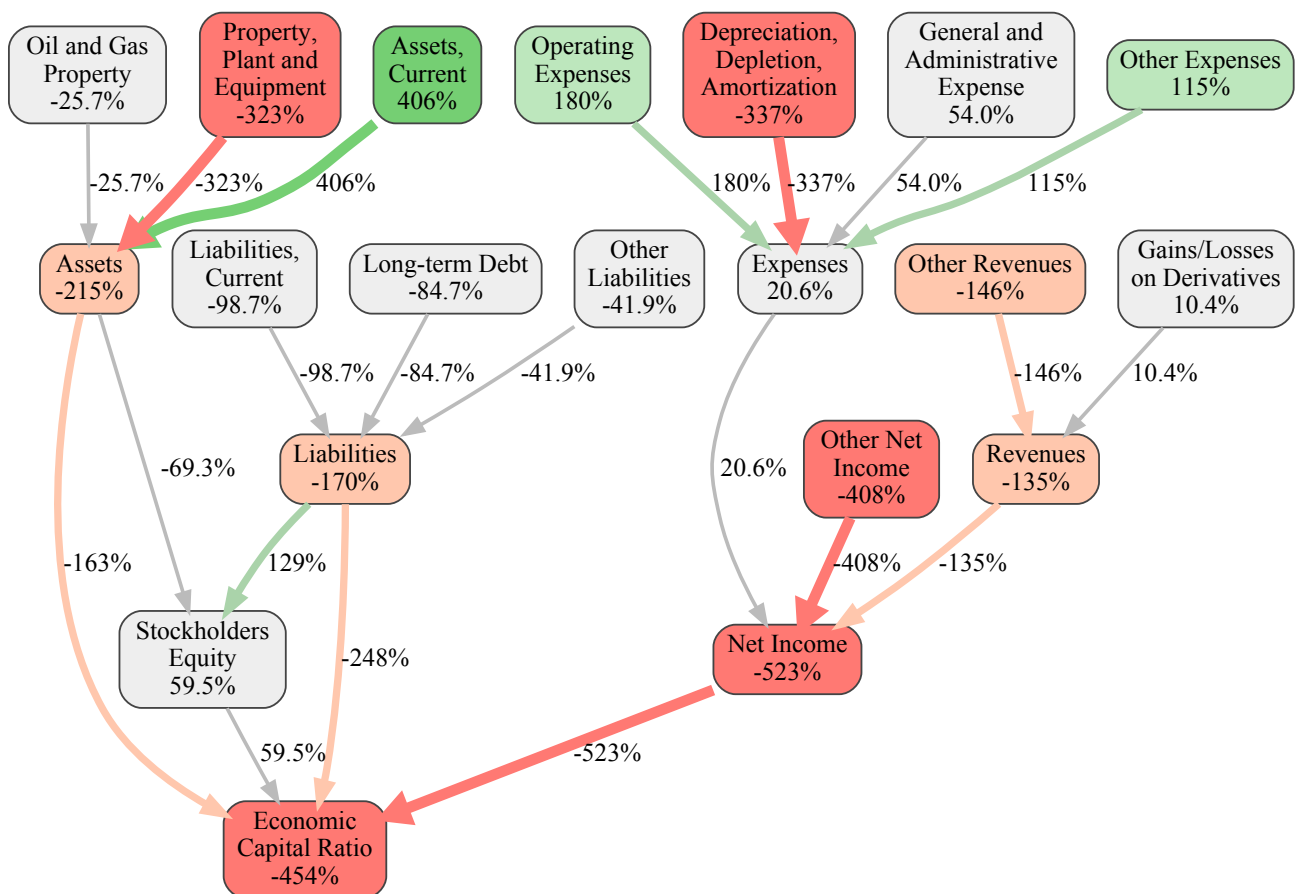 Oil and Gas
Property
-25.7%
Property,
Plant and
Equipment
-323%
Assets,
Current
406%
Operating
Expenses
180%
Depreciation,
Depletion,
Amortization
-337%
General and
Administrative
Expense
54.0%
Other Expenses
115%
-25.7%
-323%
406%
180%
-337%
54.0%
115%
Assets
-215%
Liabilities,
Current
-98.7%
Long-term Debt
-84.7%
Other
Liabilities
-41.9%
Expenses
20.6%
Other Revenues
-146%
Gains/Losses
on Derivatives
10.4%
-98.7%
-84.7%
-41.9%
-146%
10.4%
-69.3%
Liabilities
-170%
20.6%
Other Net
Income
-408%
Revenues
-135%
-163%
129%
-408%
-135%
Stockholders
Equity
59.5%
-248%
Net Income
-523%
59.5%
-523%
Economic
Capital Ratio
-454%